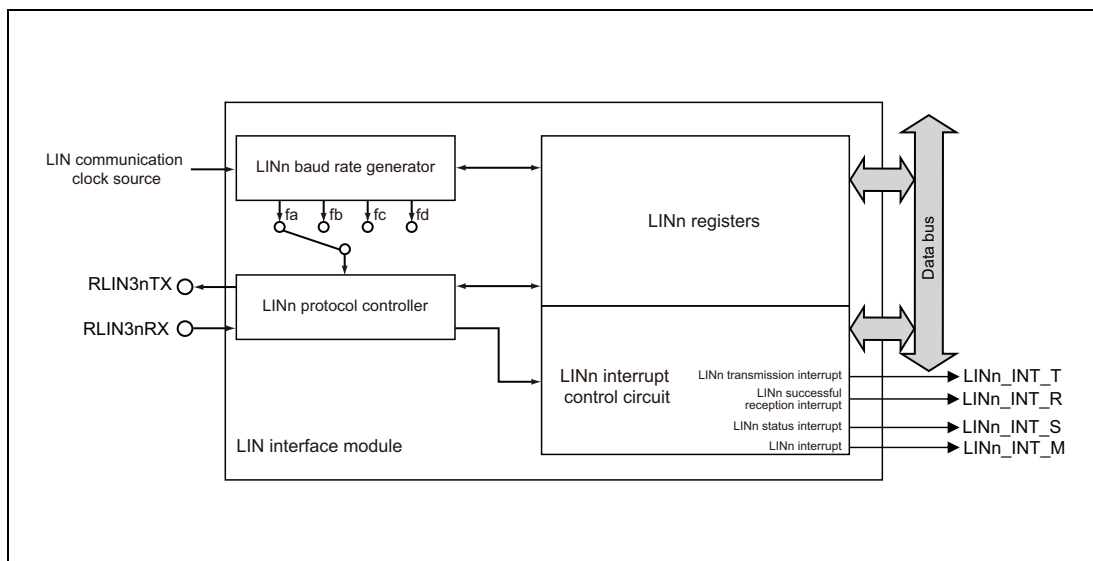 LIN communication
clock source
LINn baud rate generator
fa
fb
fc
fd
RLIN3nTX
RLIN3nRX
LINn protocol controller
LIN interface module
LINn registers
LINn interrupt
control circuit
LINn transmission interrupt
LINn successful
reception interrupt
LINn status interrupt
LINn interrupt
Data bus
LINn_INT_T
LINn_INT_R
LINn_INT_S
LINn_INT_M